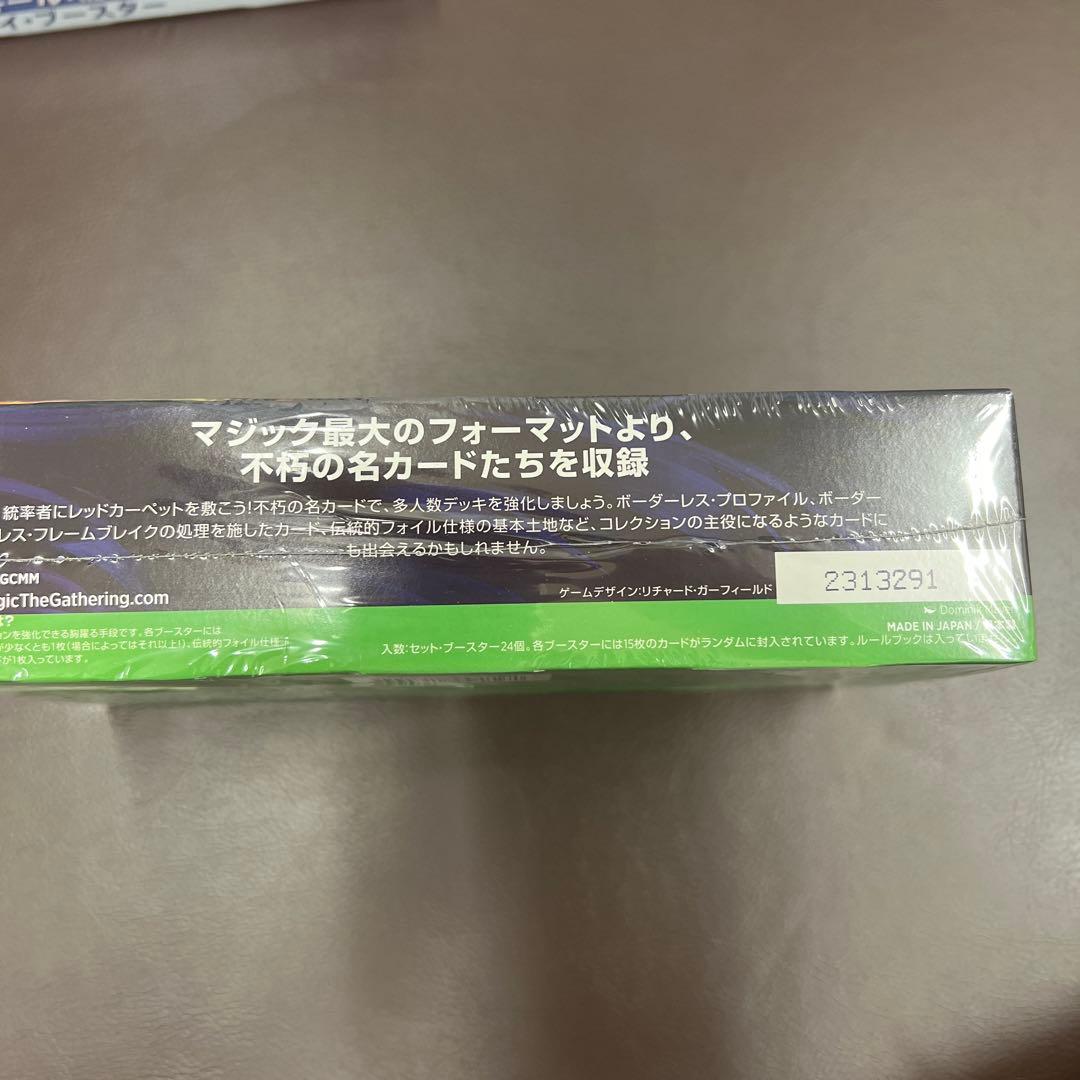 イ・ブースター
マジック最大のフォーマットより、
不朽の名カードたちを収録
統率者にレッドカーペットを敷こう!不朽の名カードで、多人数デッキを強化しましょう。ボーダーレス・プロファイル、ボーダー
レス・フレームブレイクの処理を施したカード、伝統的フォイル仕様の基本土地など、コレクションの主役になるようなカードに
も出会えるかもしれません。
GCMM
gicTheGathering.com
ゲームデザイン:リチャード・ガーフィールド
2313291
は?
Dominik
ョンを強化できる胸躍る手段です。各ブースターには
MADE IN JAPAN /
が少なくとも1枚(場合によってはそれ以上!)、伝統的フォイル仕様
入数:セット・ブースター24個。各ブースターには15枚のカードがランダムに封入されています。ルールブックは入って
ドが1枚入っています。